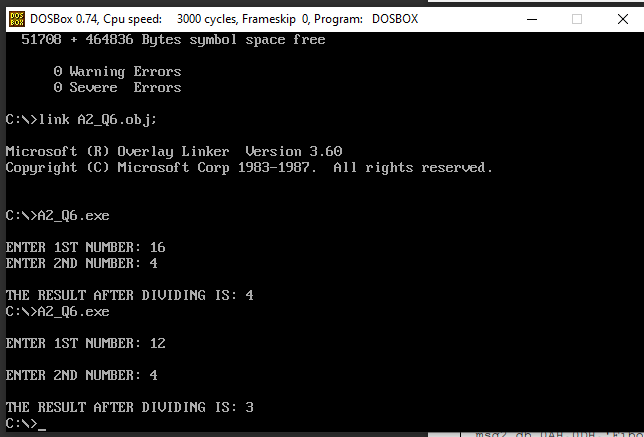 DOSBox 0.74, Cpu speed: 3000 cycles, Frameskip 0, Program: DOSBOX
51708 + 464836 Bytes symbol space free
0 Warning Errors
0 Severe Errors
C:\>link A2_Q6.obj;
Microsoft (R) Overlay Linker Version 3.60
Copyright (C) Microsoft Corp 1983-1987. All rights reserved.
C:\>A2_Q6.exe
ENTER 1ST NUMBER: 16
ENTER 2ND NUMBER: 4
THE RESULT AFTER DIVIDING IS: 4
C:\>A2_Q6.exe
ENTER 1ST NUMBER: 12
ENTER 2ND NUMBER: 4
THE RESULT AFTER DIVIDING IS: 3
C:\>_